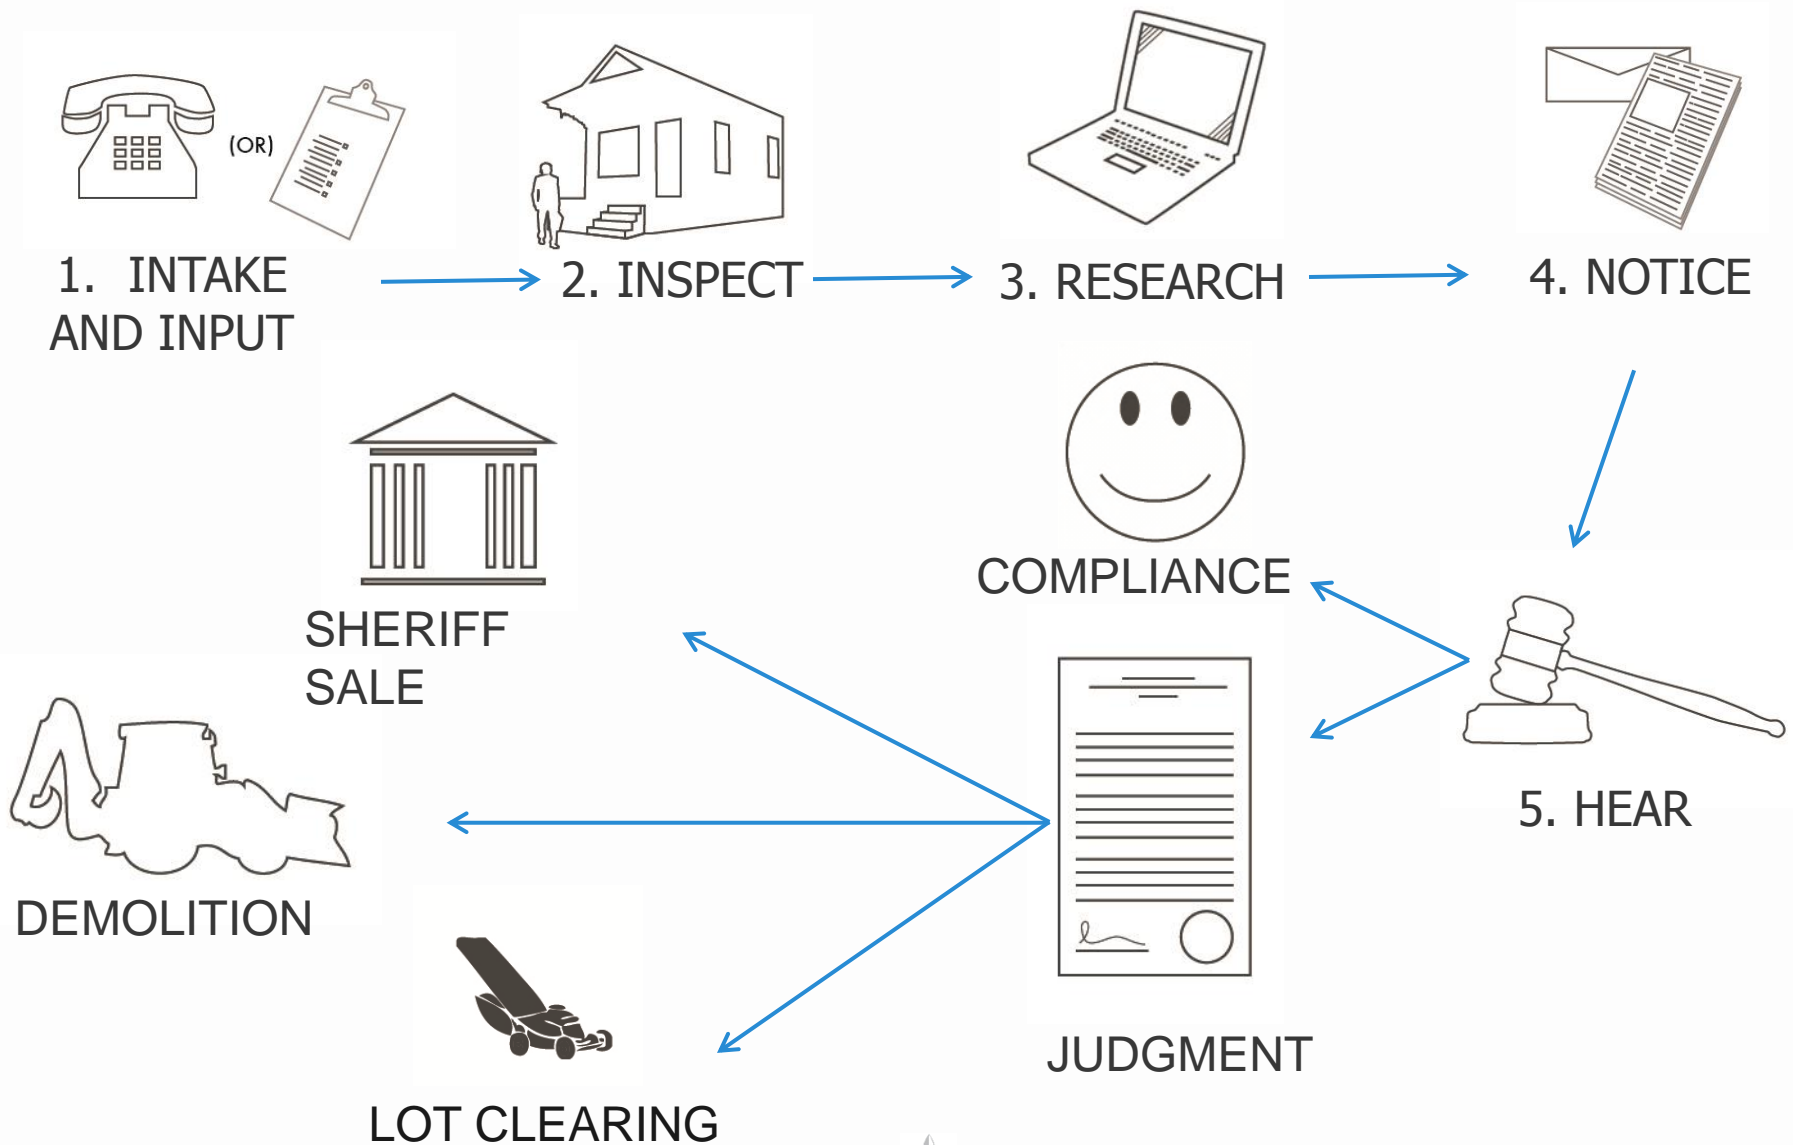 (OR)
1. INTAKE
AND INPUT
2. INSPECT
3. RESEARCH
4. NOTICE
SHERIFF
SALE
COMPLIANCE
5. HEAR
DEMOLITION
JUDGMENT
LOT CLEARING